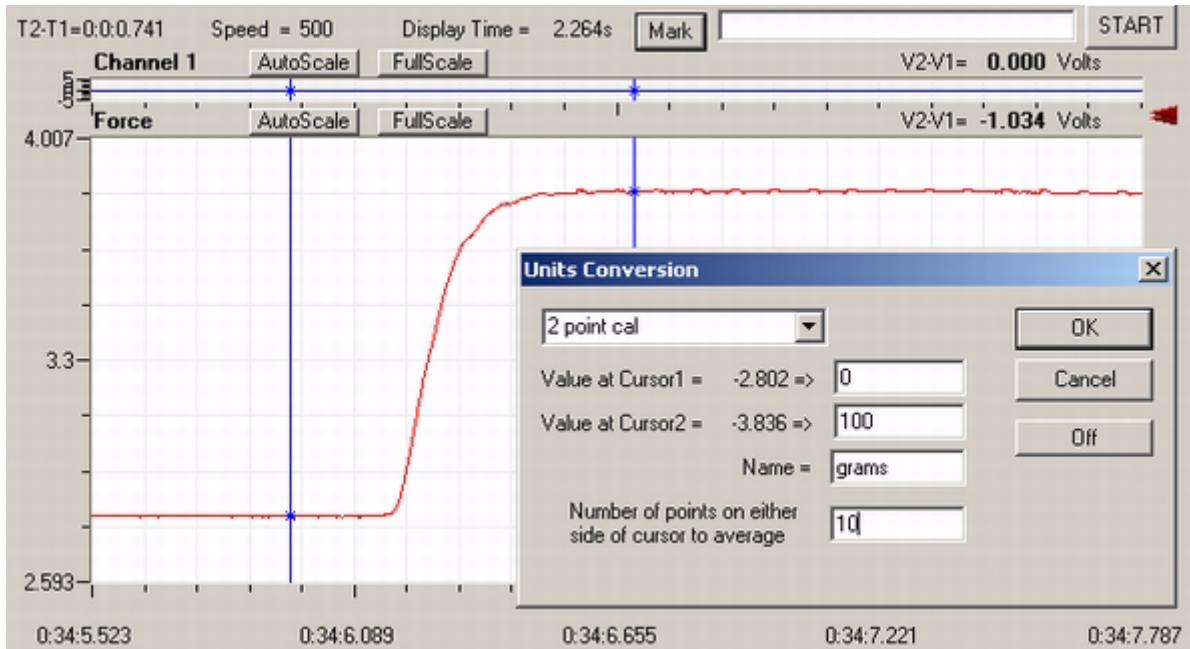 T2-T1=0:0:0.741 Speed = 500 Display Time = 2.264s Mark START
Channel 1 AutoScale FullScale V2-V1= 0.000 Volts
5
-5
Force AutoScale FullScale V2-V1= -1.034 Volts
4.007
Units Conversion
2 point cal OK
3.3
Value at Cursor1 = -2.802 => 0 Cancel
Value at Cursor2 = -3.836 => 100 Off
Name = grams
Number of points on either
side of cursor to average 10
2.593
0:34:5.523 0:34:6.089 0:34:6.655 0:34:7.221 0:34:7.787